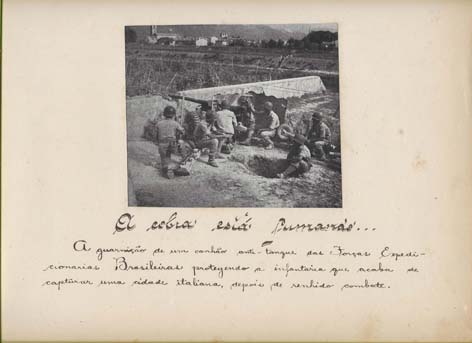 A cobra está fumando...
A guarnição de um canhão anti-tanque das Forças Expedi-
cionarias Brasileiras protegendo a infantaria que acaba de
capturar uma cidade italiana, depois de renhido combate.